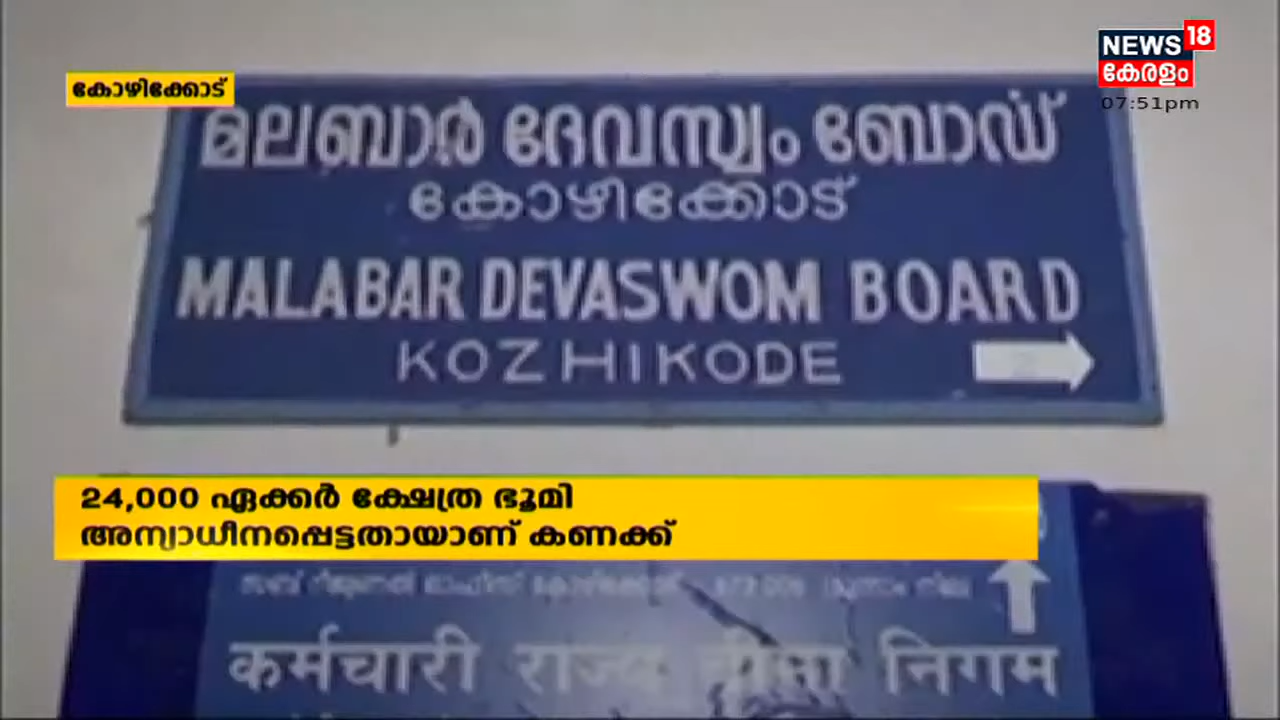 NEWS 18
കേരളം
07:51pm
കോഴിക്കോട്
മലബാർ ദേവസ്വം ബോർഡ്
കോഴിക്കോട്
MALABAR DEVASWOM BOARD
KOZHIKODE
24,000 ഏക്കർ ക്ഷേത്ര ഭൂമി
അന്യാധീനപ്പെട്ടതായാണ് കണക്ക്
कर्मचारी राज्य बीमा निगम